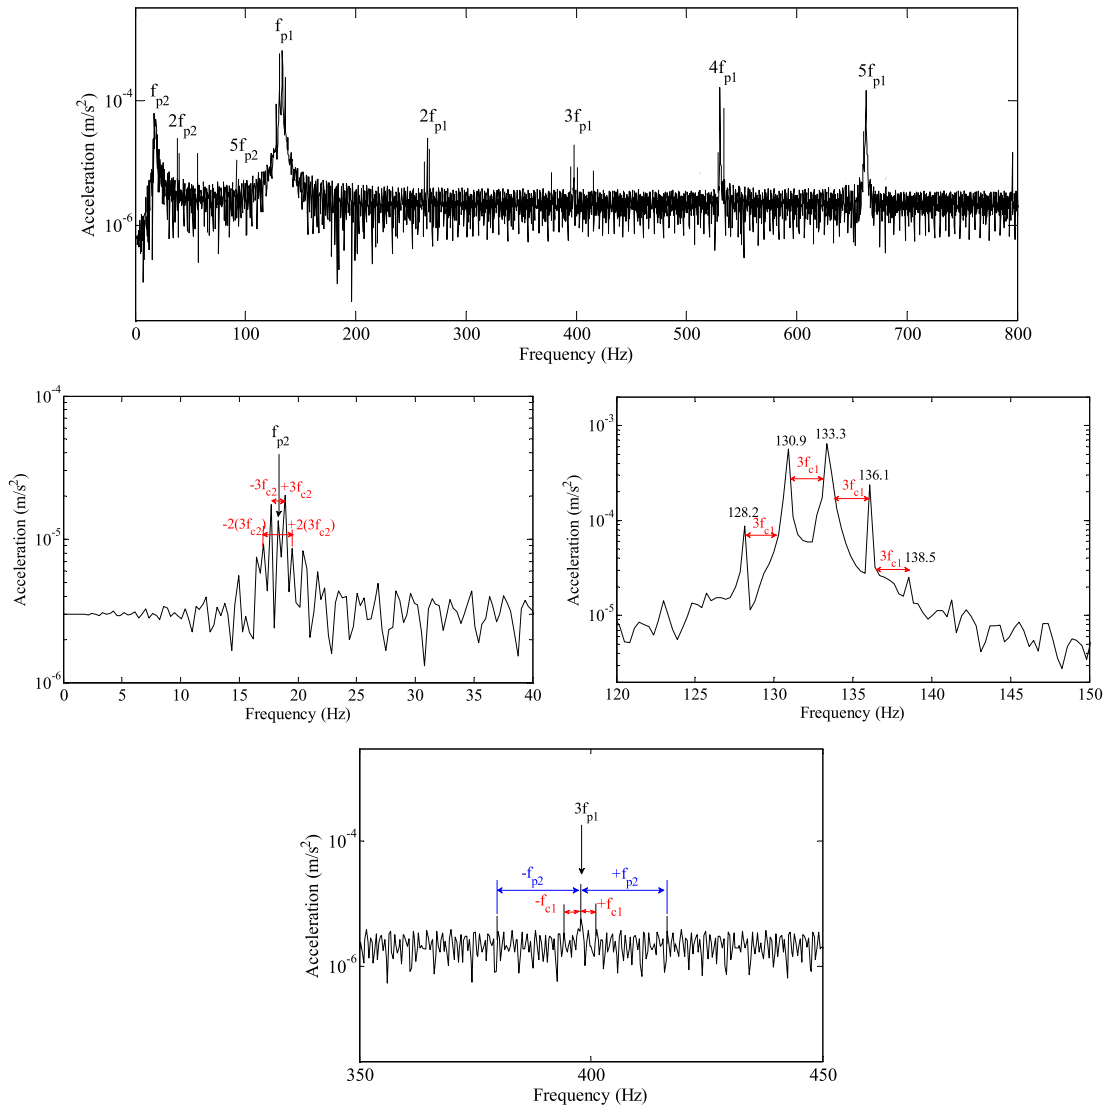 f_p1
4f_p1
5f_p1
f_p2
2f_p2
5f_p2
2f_p1
3f_p1
10^-4
10^-6
Acceleration (m/s^2)
0 100 200 300 400 500 600 700 800
Frequency (Hz)
10^-4
10^-5
10^-6
Acceleration (m/s^2)
f_p2
-3f_c2 +3f_c2
-2(3f_c2) +2(3f_c2)
0 5 10 15 20 25 30 35 40
Frequency (Hz)
10^-3
10^-4
10^-5
Acceleration (m/s^2)
130.9 133.3
3f_c1
136.1
3f_c1
128.2
3f_c1
3f_c1 138.5
120 125 130 135 140 145 150
Frequency (Hz)
10^-4
10^-6
Acceleration (m/s^2)
3f_p1
-f_p2 +f_p2
-f_c1 +f_c1
350 400 450
Frequency (Hz)